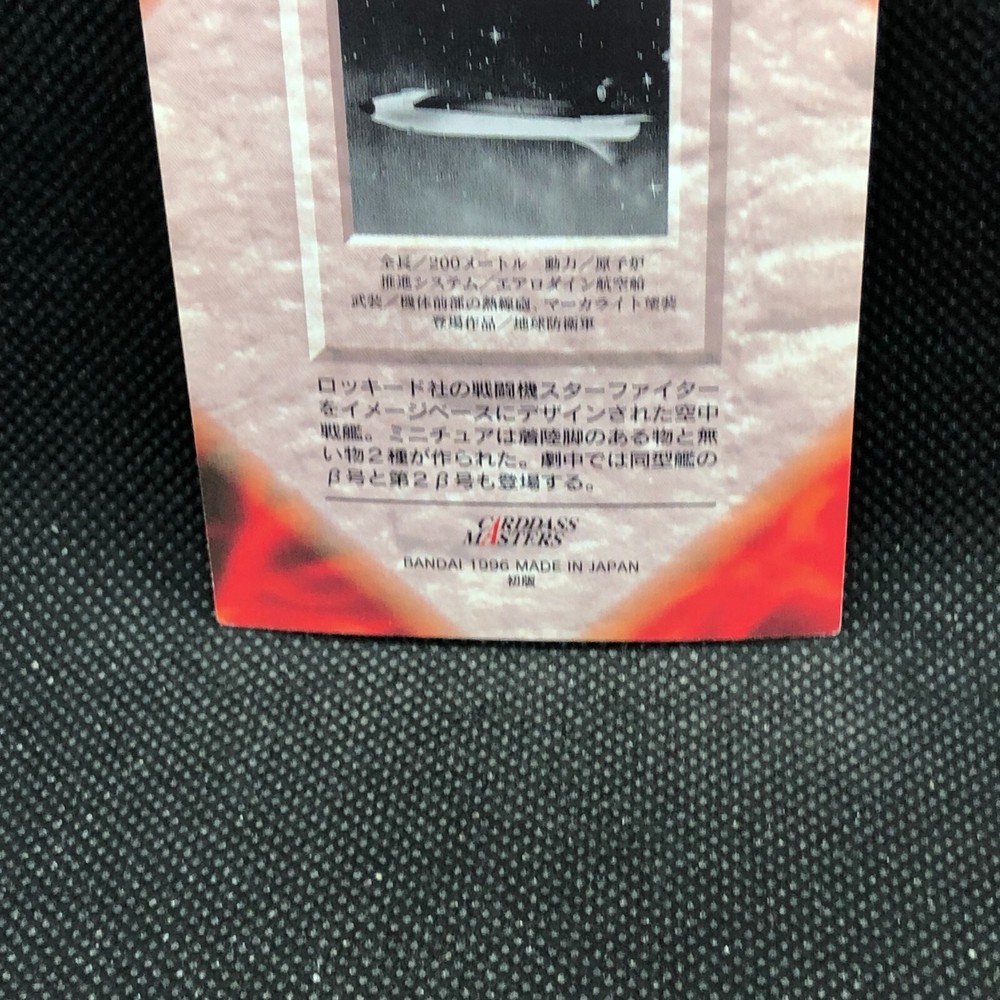 全長／200メートル　動力／原子炉
推進システム／エアロダイン航空船
武装／機体前部の熱線砲、マーカライト塗装
登場作品／地球防衛軍
ロッキード社の戦闘機スターファイター
をイメージベースにデザインされた空中
戦艦。ミニチュアは着陸脚のある物と無
い物２種が作られた。劇中では同型艦の
β号と第２β号も登場する。
CARDDASS
MASTERS
BANDAI 1996 MADE IN JAPAN
初版